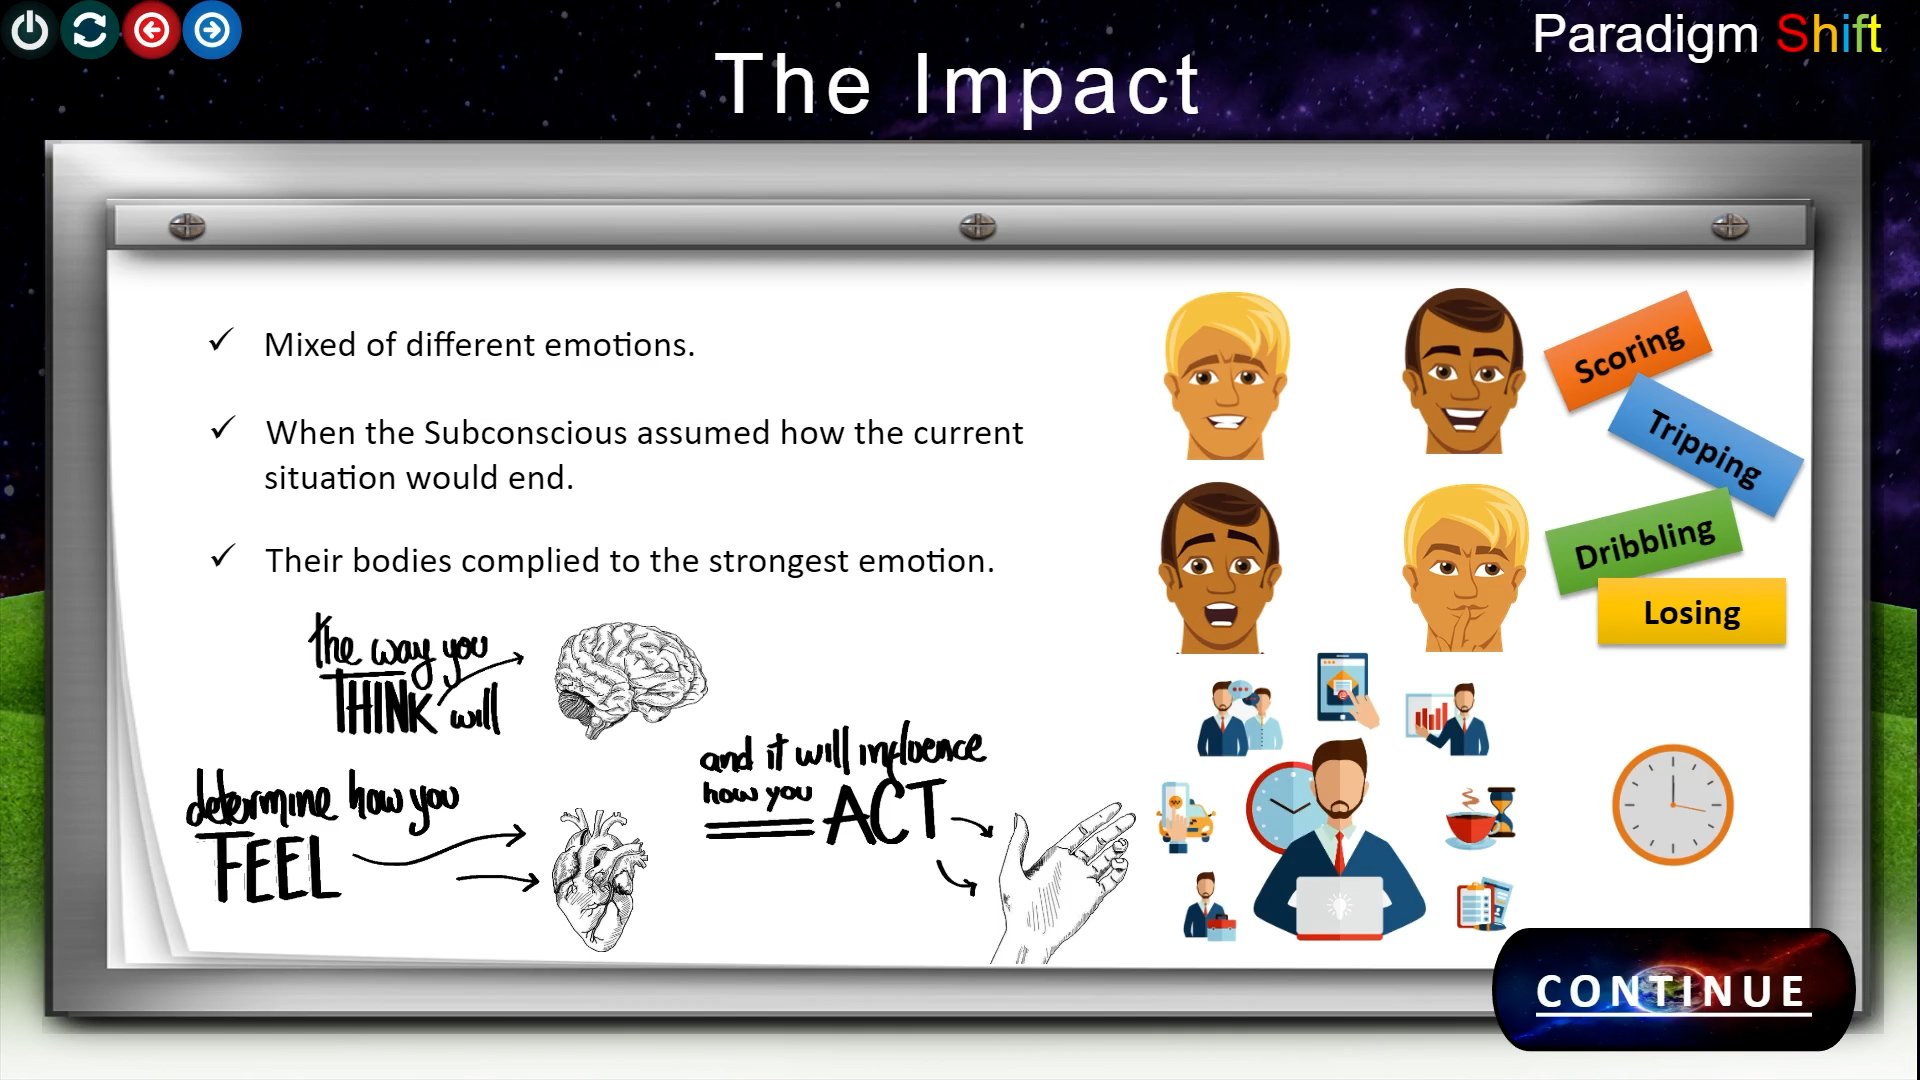 Paradigm Shift
The Impact
Mixed of different emotions.
When the Subconscious assumed how the current
situation would end.
Their bodies complied to the strongest emotion.
the way you
THINK will
determine how you
FEEL
and it will influence
how you ACT
Scoring
Tripping
Dribbling
Losing
CONTINUE